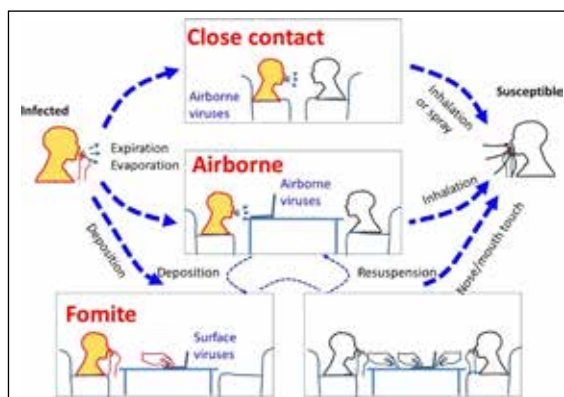 Close contact
Infected
Airborne
viruses
Inhalation
or spray
Susceptible
Expiration
Evaporation
Airborne
Airborne
viruses
Inhalation
Deposition
Deposition
Resuspension
Nose/mouth touch
Fomite
Surface
viruses